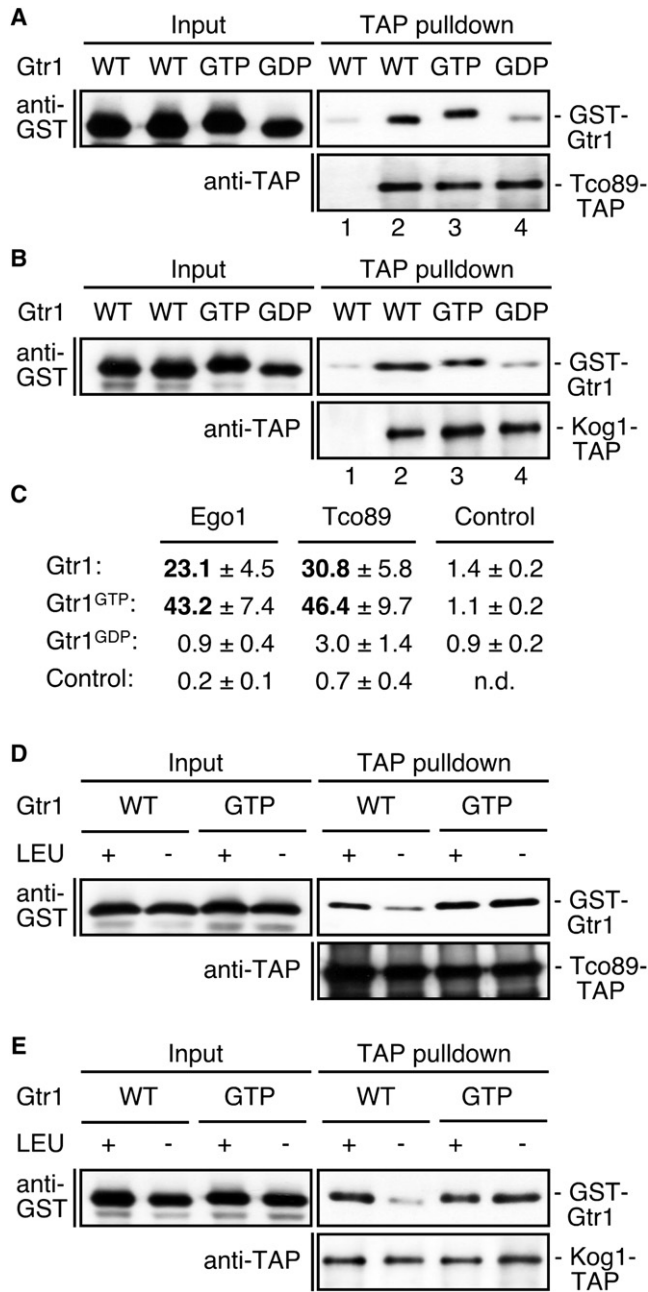 A
Input TAP pulldown
Gtr1 WT WT GTP GDP WT WT GTP GDP
anti-
GST
- GST-
Gtr1
anti-TAP
- Tco89-
TAP
1 2 3 4
B
Input TAP pulldown
Gtr1 WT WT GTP GDP WT WT GTP GDP
anti-
GST
- GST-
Gtr1
anti-TAP
- Kog1-
TAP
1 2 3 4
C
Ego1 Tco89 Control
Gtr1: 23.1 ± 4.5 30.8 ± 5.8 1.4 ± 0.2
Gtr1GTP: 43.2 ± 7.4 46.4 ± 9.7 1.1 ± 0.2
Gtr1GDP: 0.9 ± 0.4 3.0 ± 1.4 0.9 ± 0.2
Control: 0.2 ± 0.1 0.7 ± 0.4 n.d.
D
Input TAP pulldown
Gtr1 WT GTP WT GTP
LEU + - + - + - + -
anti-
GST
- GST-
Gtr1
anti-TAP
- Tco89-
TAP
E
Input TAP pulldown
Gtr1 WT GTP WT GTP
LEU + - + - + - + -
anti-
GST
- GST-
Gtr1
anti-TAP
- Kog1-
TAP